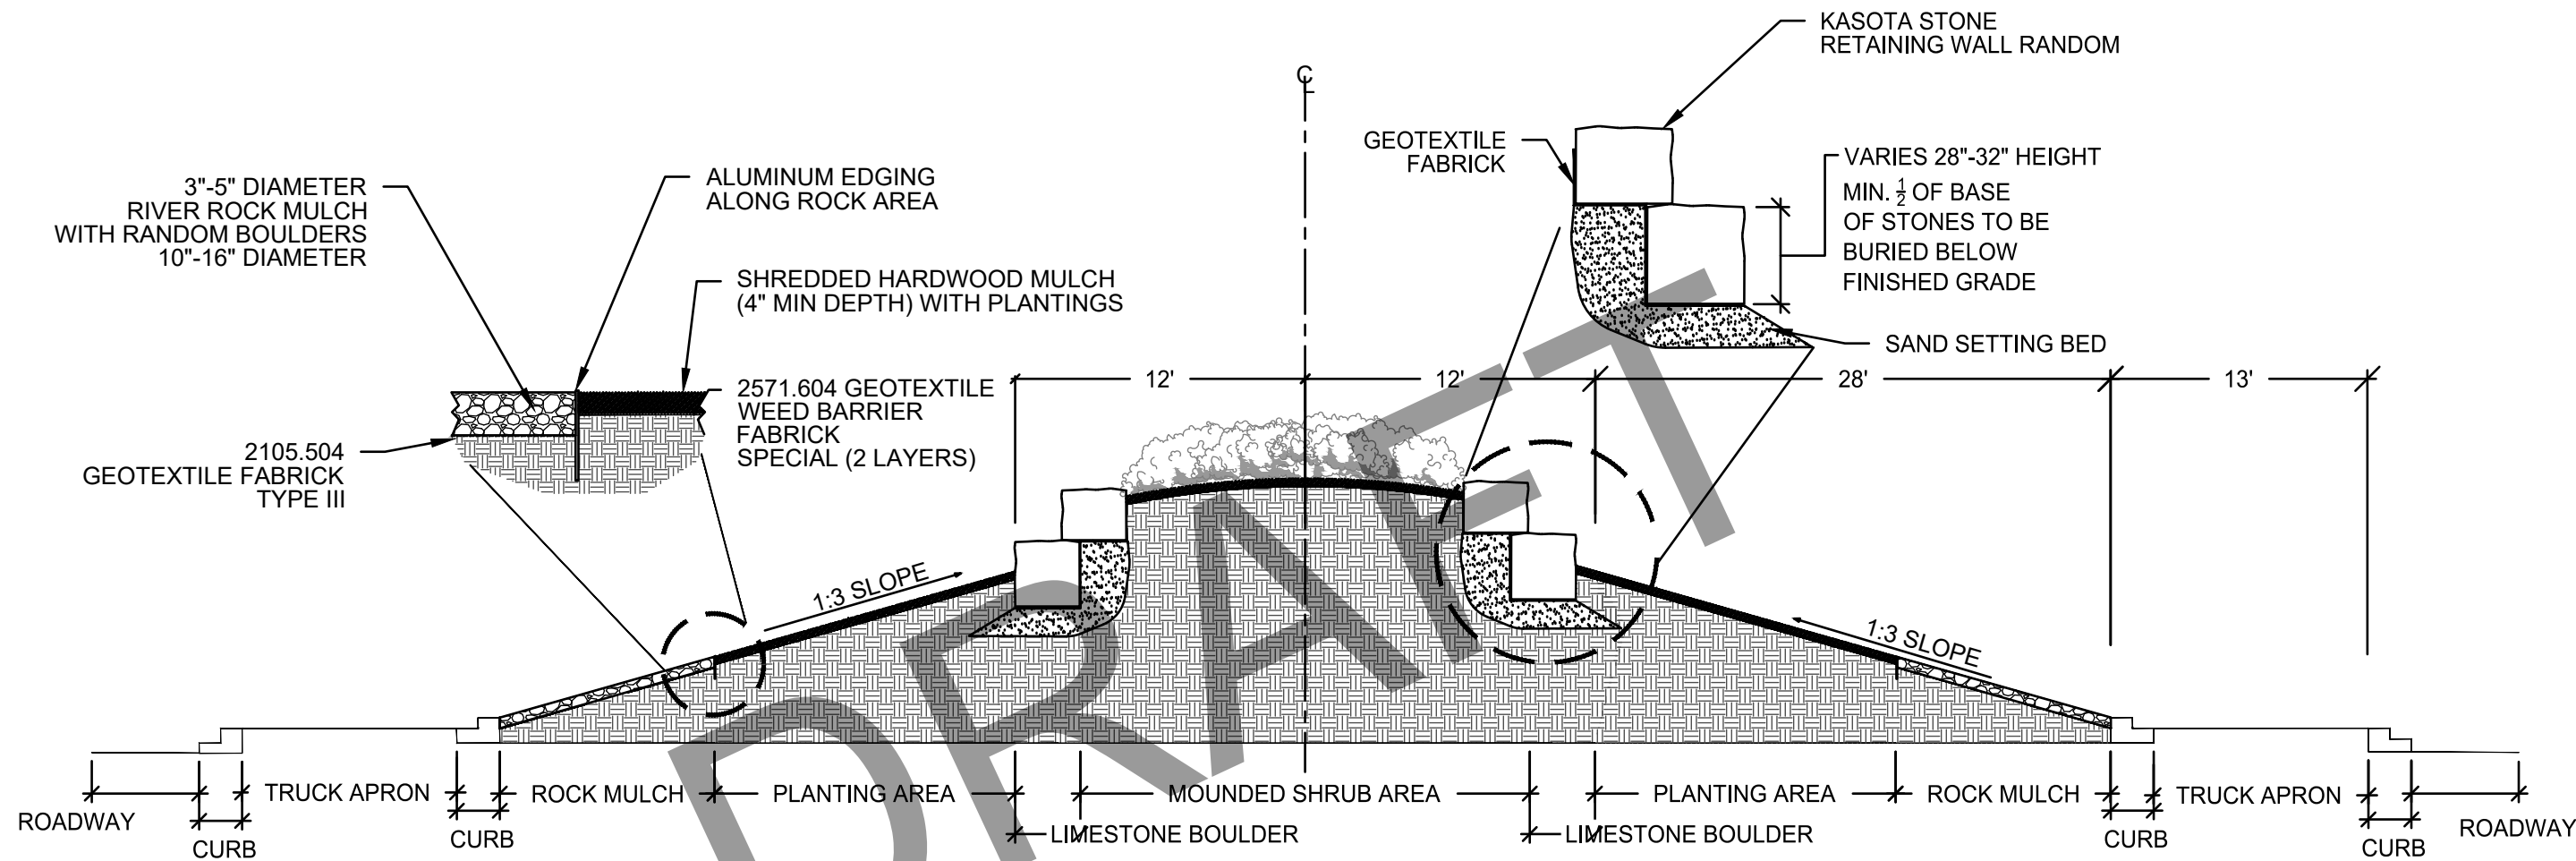 KASOTA STONE
RETAINING WALL RANDOM
℄
GEOTEXTILE
FABRICK
VARIES 28"-32" HEIGHT
MIN. 1/2 OF BASE
OF STONES TO BE
BURIED BELOW
FINISHED GRADE
SAND SETTING BED
3"-5" DIAMETER
RIVER ROCK MULCH
WITH RANDOM BOULDERS
10"-16" DIAMETER
ALUMINUM EDGING
ALONG ROCK AREA
SHREDDED HARDWOOD MULCH
(4" MIN DEPTH) WITH PLANTINGS
2571.604 GEOTEXTILE
WEED BARRIER
FABRICK
SPECIAL (2 LAYERS)
2105.504
GEOTEXTILE FABRICK
TYPE III
12'
12'
28'
13'
1:3 SLOPE
1:3 SLOPE
DRAFT
ROADWAY
CURB
TRUCK APRON
CURB
ROCK MULCH
PLANTING AREA
LIMESTONE BOULDER
MOUNDED SHRUB AREA
LIMESTONE BOULDER
PLANTING AREA
ROCK MULCH
CURB
TRUCK APRON
CURB
ROADWAY